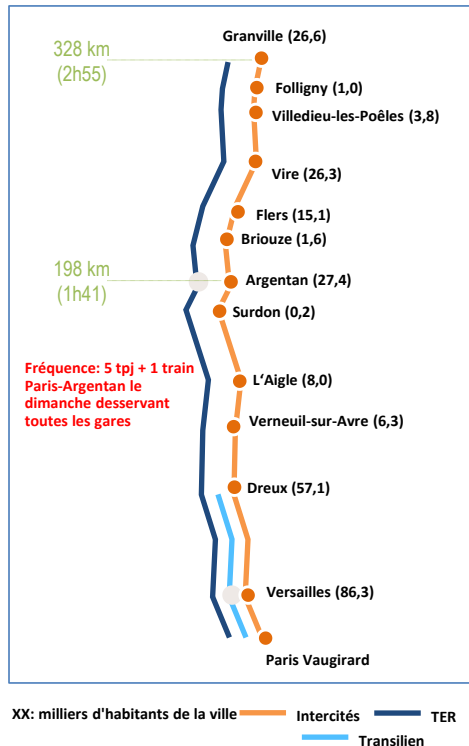 Granville (26,6)
328 km
(2h55)
Folligny (1,0)
Villedieu-les-Poêles (3,8)
Vire (26,3)
Flers (15,1)
Briouze (1,6)
198 km
(1h41)
Argentan (27,4)
Surdon (0,2)
Fréquence: 5 tpj + 1 train
Paris-Argentan le
dimanche desservant
toutes les gares
L'Aigle (8,0)
Verneuil-sur-Avre (6,3)
Dreux (57,1)
Versailles (86,3)
Paris Vaugirard
XX: milliers d'habitants de la ville Intercités TER
Transilien